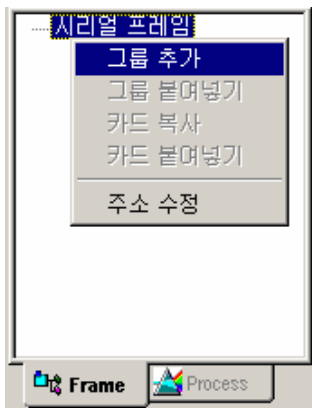 시리얼 프레임
그룹 추가
그룹 붙여넣기
카드 복사
카드 붙여넣기
주소 수정
Frame Process